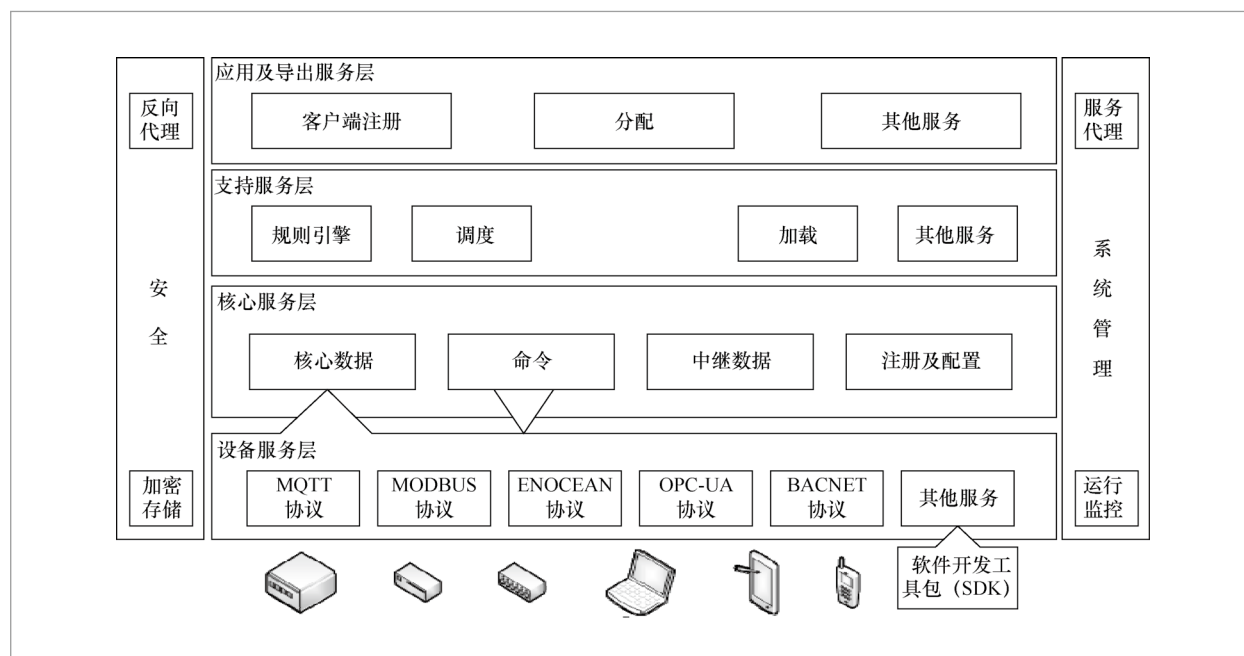 反向
代理
安
全
加密
存储
应用及导出服务层
客户端注册
分配
其他服务
支持服务层
规则引擎
调度
加载
其他服务
核心服务层
核心数据
命令
中继数据
注册及配置
设备服务层
MQTT
协议
MODBUS
协议
ENOCEAN
协议
OPC-UA
协议
BACNET
协议
其他服务
软件开发工
具包（SDK）
服务
代理
系
统
管
理
运行
监控